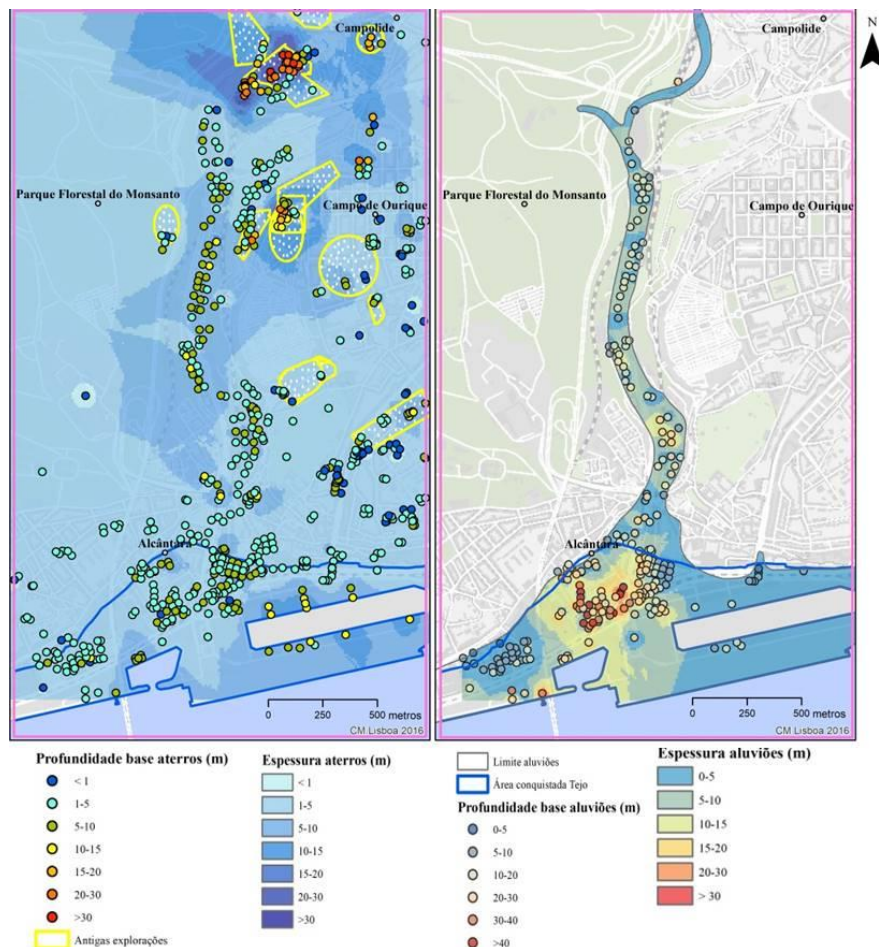 Campolide
Parque Florestal do Monsanto
Campo de Ourique
Alcântara
0 250 500 metros
CM Lisboa 2016
Campolide
Parque Florestal do Monsanto
Campo de Ourique
Alcântara
0 250 500 metros
CM Lisboa 2016
N
Profundidade base aterros (m)
< 1
1-5
5-10
10-15
15-20
20-30
>30
Antigas explorações
Espessura aterros (m)
< 1
1-5
5-10
10-15
15-20
20-30
>30
Limite aluviões
Área conquistada Tejo
Profundidade base aluviões (m)
0-5
5-10
10-20
20-30
30-40
>40
Espessura aluviões (m)
0-5
5-10
10-15
15-20
20-30
> 30